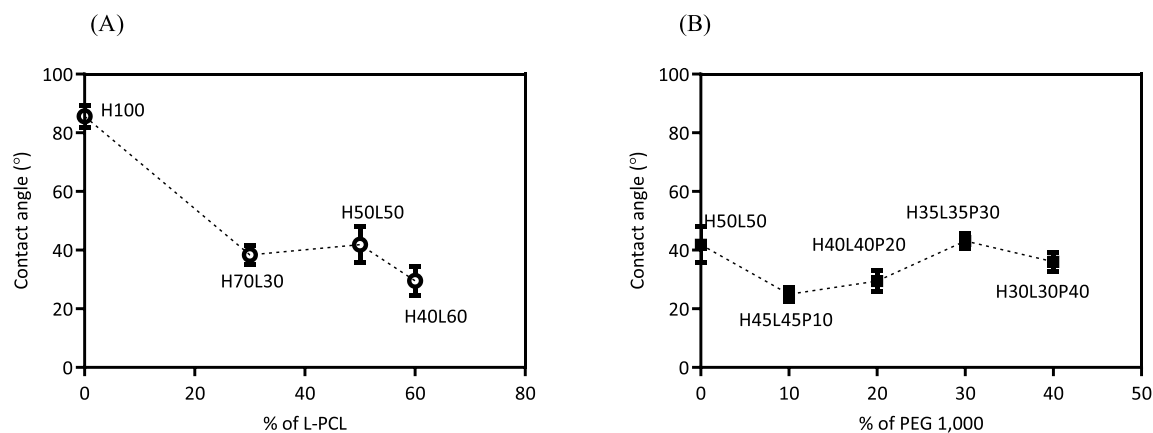 (A)
Contact angle (°)
100
80
60
40
20
0
H100
H50L50
H70L30
H40L60
0 20 40 60 80
% of L-PCL
(B)
Contact angle (°)
100
80
60
40
20
0
H50L50
H35L35P30
H40L40P20
H30L30P40
H45L45P10
0 10 20 30 40 50
% of PEG 1,000